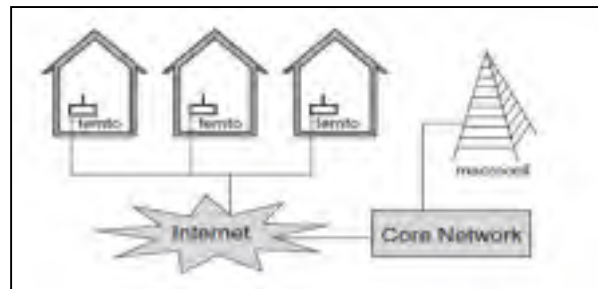 femto femto femto
macrocell
Internet
Core Network